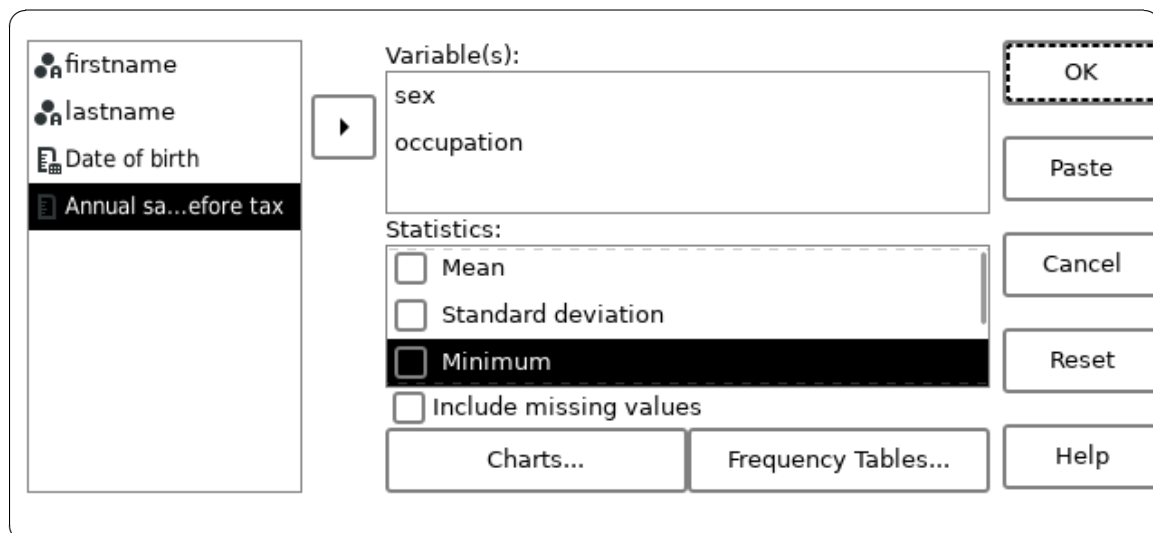 firstname
lastname
Date of birth
Annual sa...efore tax
Variable(s):
sex
occupation
Statistics:
Mean
Standard deviation
Minimum
Include missing values
Charts...
Frequency Tables...
OK
Paste
Cancel
Reset
Help